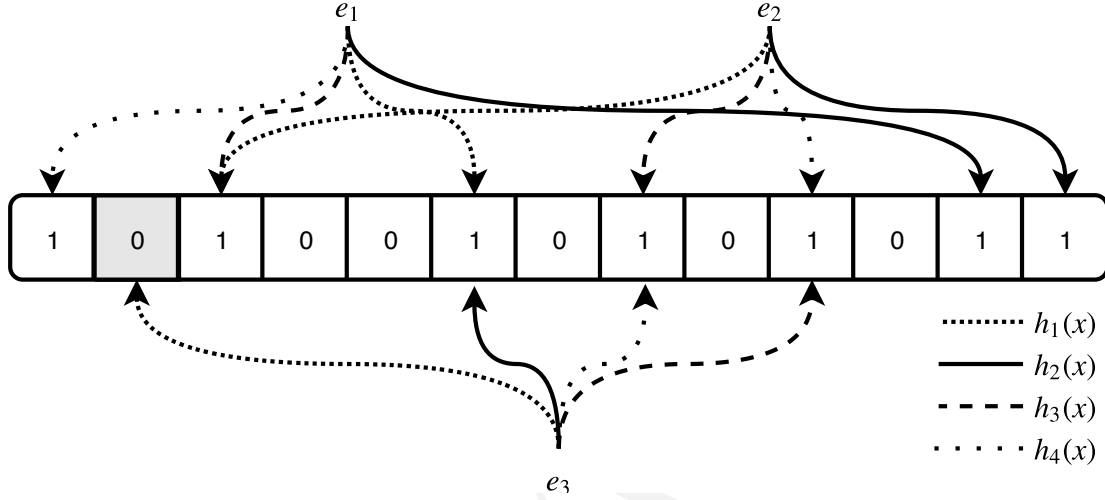 e₁ e₂
1 0 1 0 0 1 0 1 0 1 0 1 1
h₁(x)
h₂(x)
h₃(x)
h₄(x)
e₃